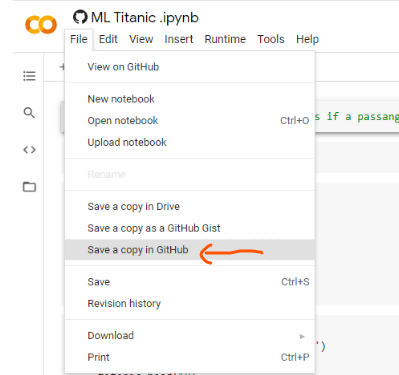 ML Titanic .ipynb
File Edit View Insert Runtime Tools Help
View on GitHub
New notebook
Open notebook Ctrl+O
Upload notebook
s if a passang
Rename
Save a copy in Drive
Save a copy as a GitHub Gist
Save a copy in GitHub
Save Ctrl+S
Revision history
Download
')
Print Ctrl+P